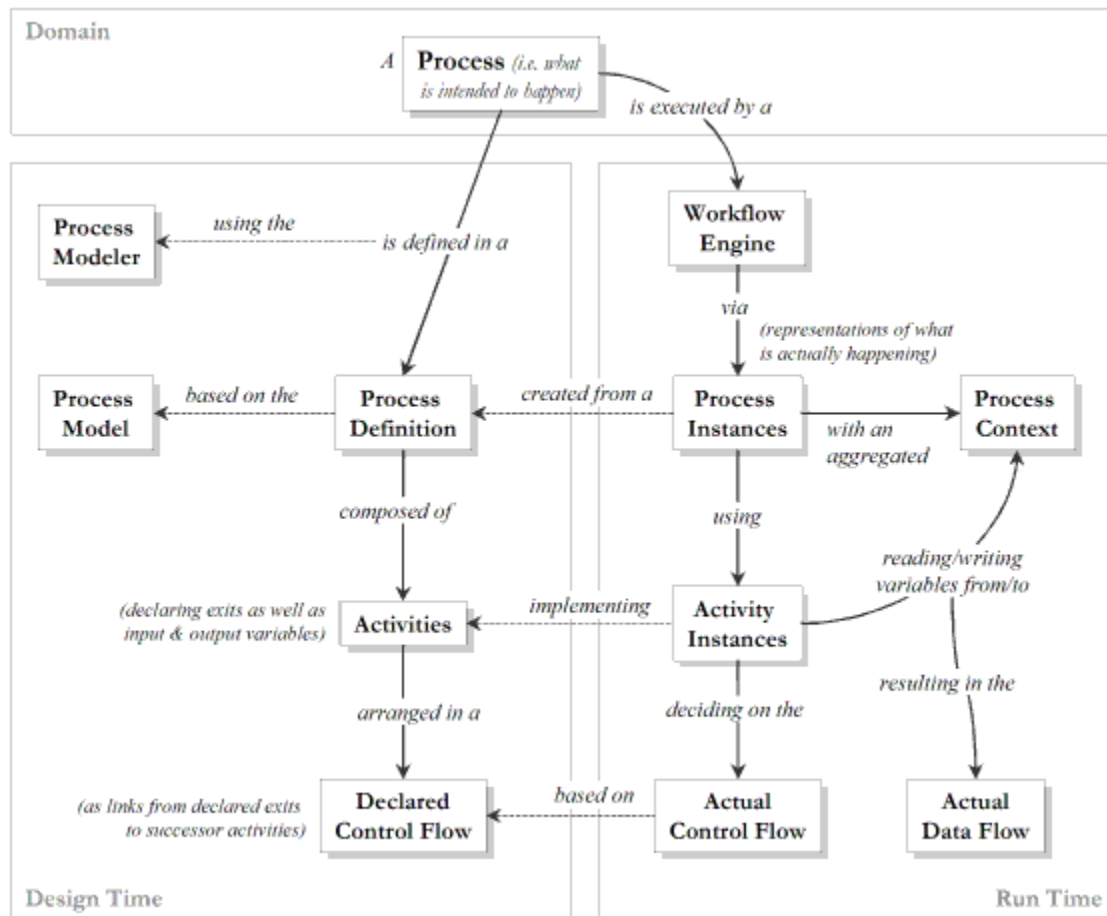 Domain
A
Process (i.e. what
is intended to happen)
is executed by a
Process
Modeler
using the
is defined in a
Workflow
Engine
via
(representations of what
is actually happening)
Process
Model
based on the
Process
Definition
created from a
Process
Instances
with an
aggregated
Process
Context
composed of
using
reading/writing
variables from/to
(declaring exits as well as
input & output variables)
Activities
implementing
Activity
Instances
arranged in a
deciding on the
resulting in the
(as links from declared exits
to successor activities)
Declared
Control Flow
based on
Actual
Control Flow
Actual
Data Flow
Design Time
Run Time